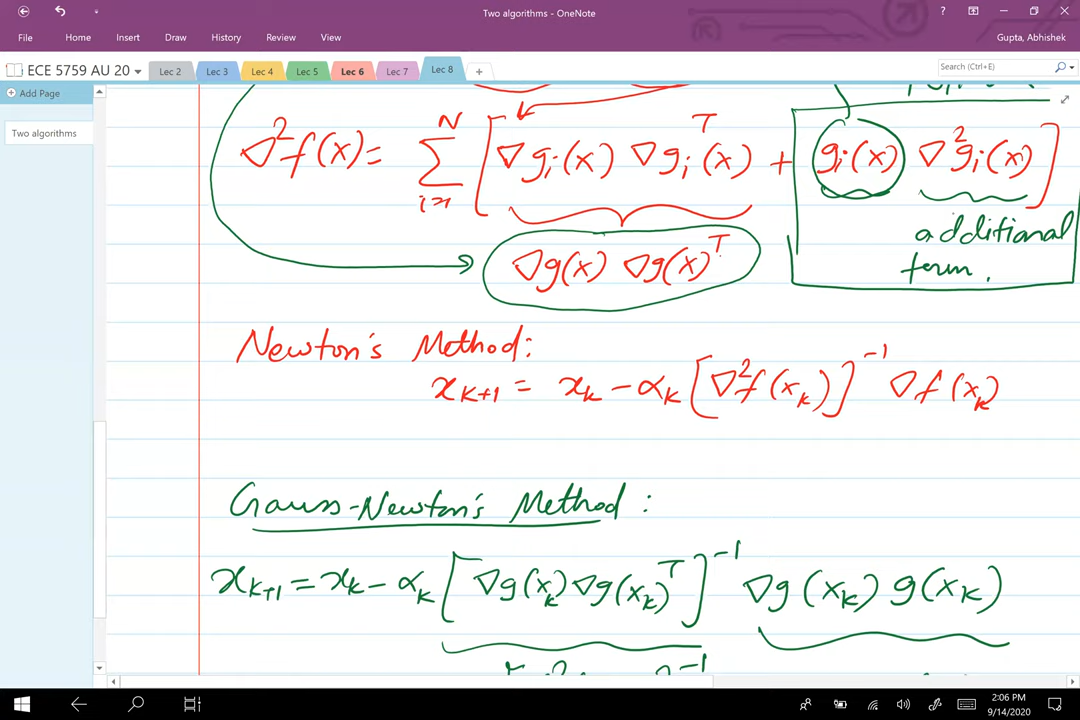 Two algorithms - OneNote
File Home Insert Draw History Review View
Gupta, Abhishek
ECE 5759 AU 20
Lec 2 Lec 3 Lec 4 Lec 5 Lec 6 Lec 7 Lec 8 +
Search (Ctrl+E)
Add Page
Two algorithms
∇²f(x) = Σ_{i=1}^{N} [∇g_i(x) ∇g_i(x)^T + g_i(x) ∇²g_i(x)]
additional
term.
∇g(x) ∇g(x)^T
Newton's Method:
x_{k+1} = x_k - α_k [∇²f(x_k)]^{-1} ∇f(x_k)
Gauss-Newton's Method:
x_{k+1} = x_k - α_k [∇g(x_k) ∇g(x_k)^T]^{-1} ∇g(x_k) g(x_k)
2:06 PM
9/14/2020